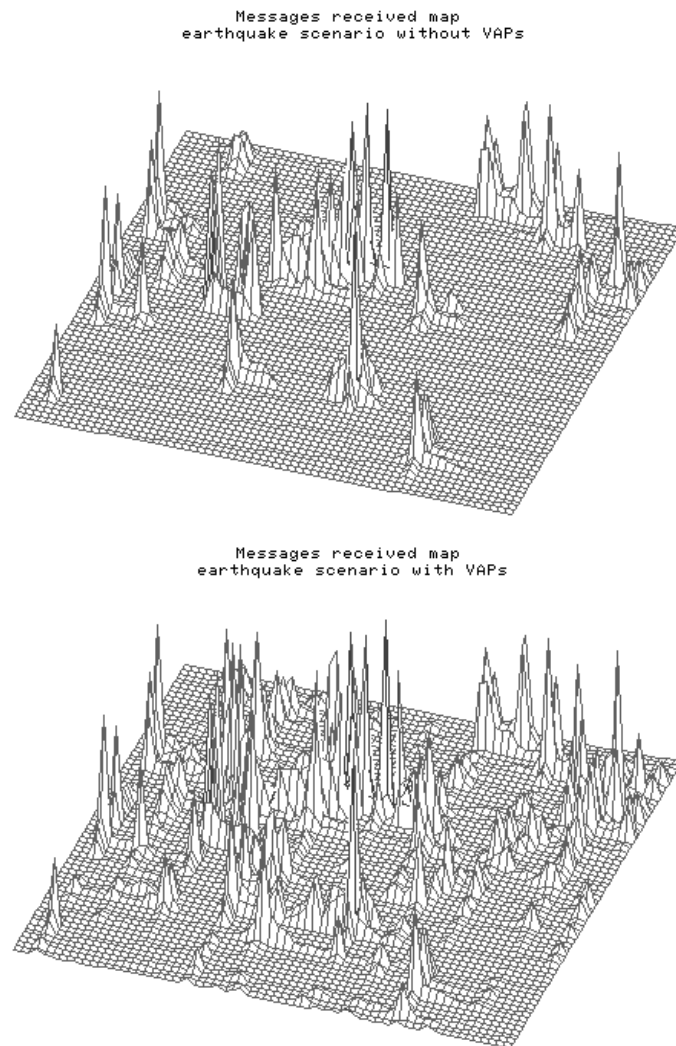 Messages received map
earthquake scenario without VAPs
Messages received map
earthquake scenario with VAPs